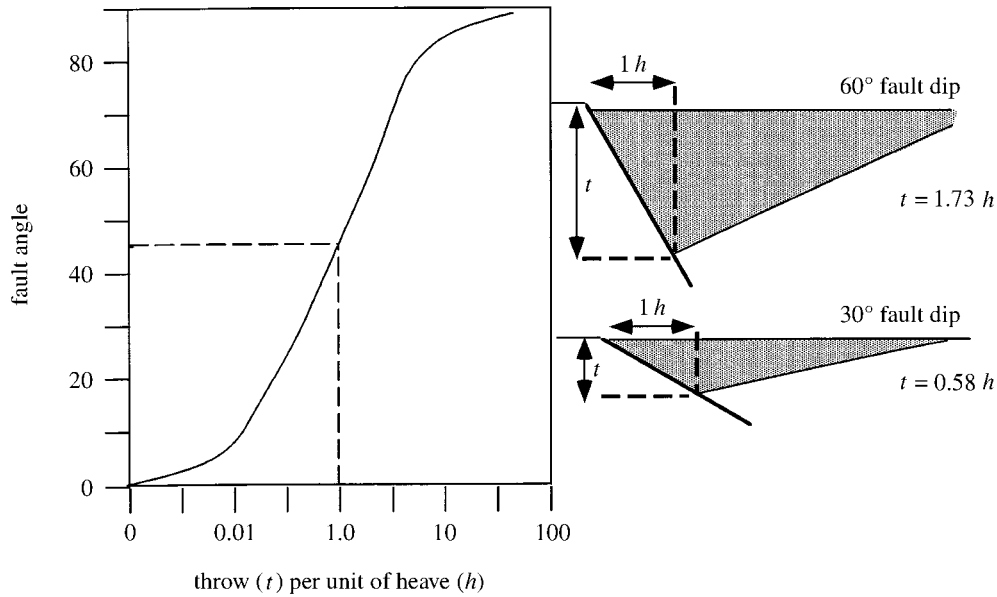 80
60
40
20
0
fault angle
0
0.01
1.0
10
100
throw (t) per unit of heave (h)
1 h
60° fault dip
t
t = 1.73 h
1 h
30° fault dip
t
t = 0.58 h